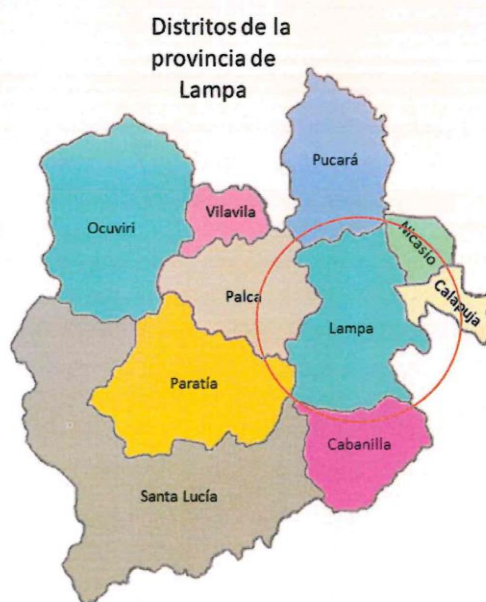 Distritos de la
provincia de
Lampa
Pucará
Vilavila
Ocuviri
Nicasio
Palca
Calapuja
Lampa
Paratía
Cabanilla
Santa Lucía